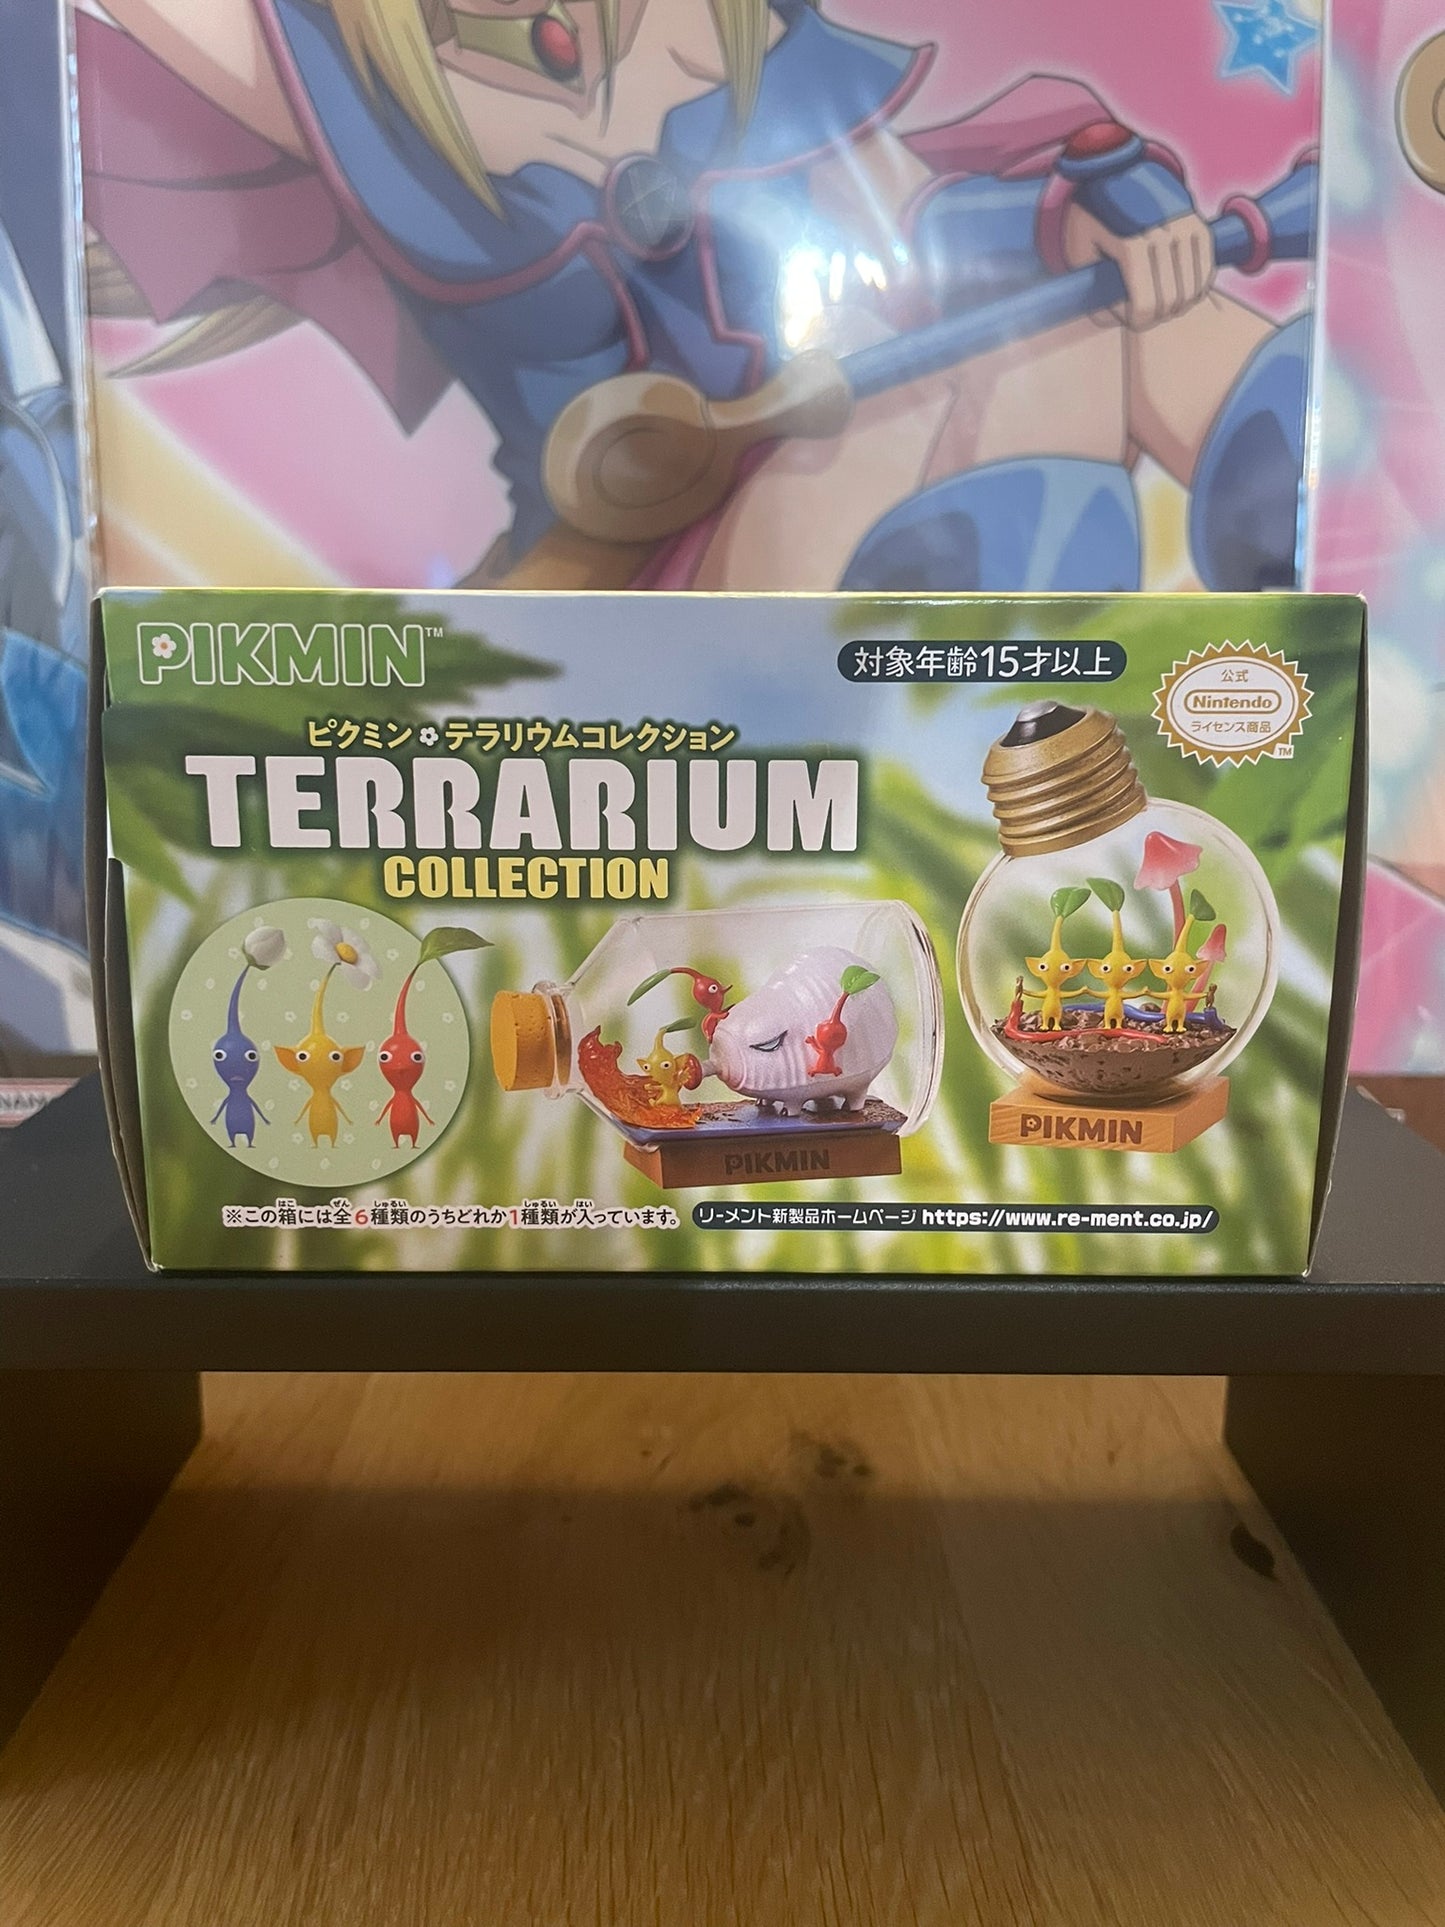 PIKMIN™
対象年齢15才以上
公式
Nintendo
ライセンス商品
TM
ピクミン テラリウムコレクション
TERRARIUM
COLLECTION
PIKMIN
PIKMIN
※この箱には全6種類のうちどれか1種類が入っています。
リーメント新製品ホームページ https://www.re-ment.co.jp/